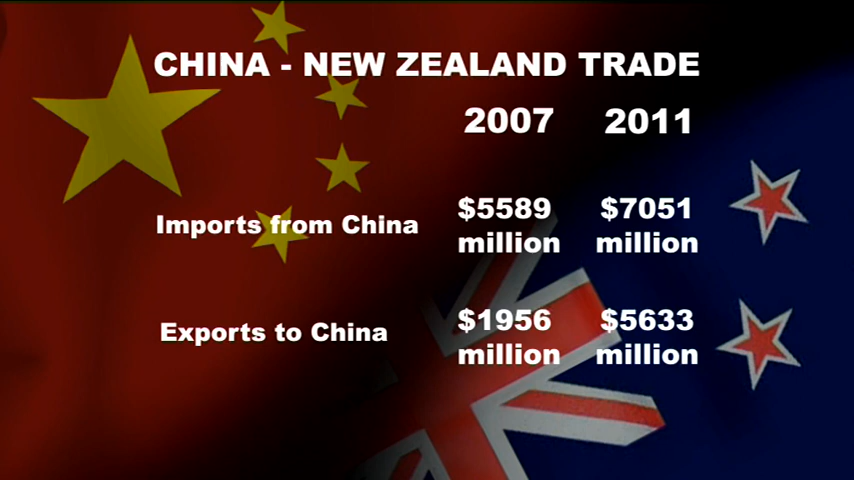 CHINA - NEW ZEALAND TRADE
2007 2011
Imports from China $5589 million $7051 million
Exports to China $1956 million $5633 million